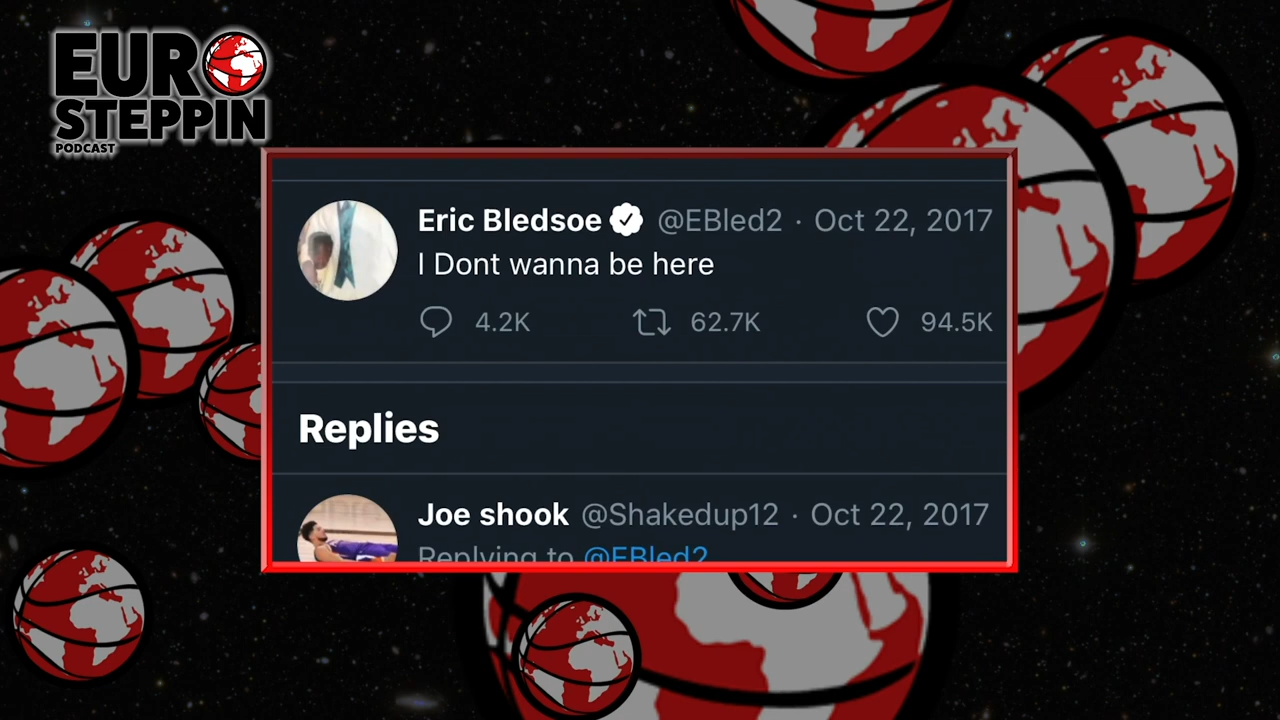 EURO
STEPPIN
PODCAST
Eric Bledsoe @EBled2 · Oct 22, 2017
I Dont wanna be here
4.2K 62.7K 94.5K
Replies
Joe shook @Shakedup12 · Oct 22, 2017
Replying to @EBled2